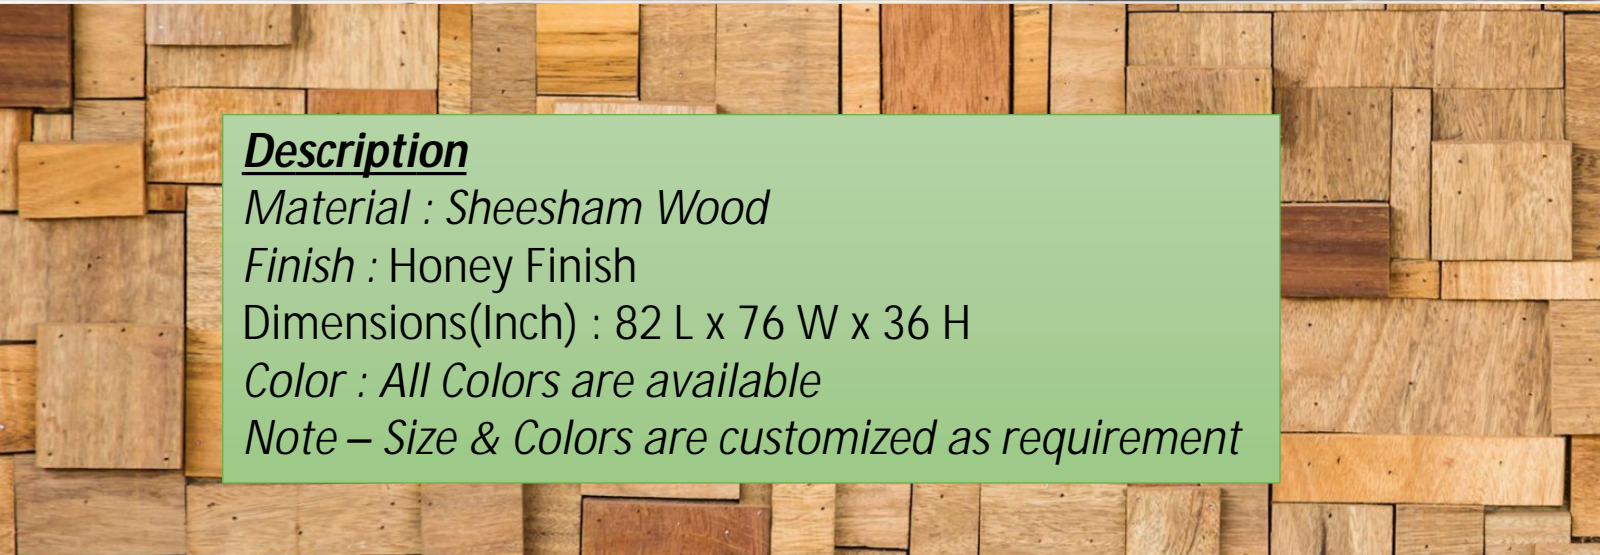 Description
Material : Sheesham Wood
Finish : Honey Finish
Dimensions(Inch) : 82 L x 76 W x 36 H
Color : All Colors are available
Note – Size & Colors are customized as requirement